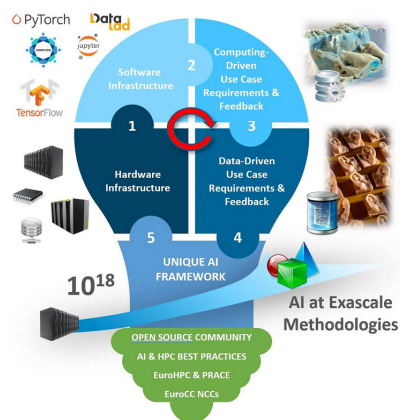 PyTorch
Data
lad
jupyter
TensorFlow
Software
Infrastructure
2
Computing-
Driven
Use Case
Requirements &
Feedback
1
3
Hardware
Infrastructure
Data-Driven
Use Case
Requirements &
Feedback
5
4
UNIQUE AI
FRAMEWORK
10¹⁸
AI at Exascale
Methodologies
OPEN SOURCE COMMUNITY
AI & HPC BEST PRACTICES
EuroHPC & PRACE
EuroCC NCCs